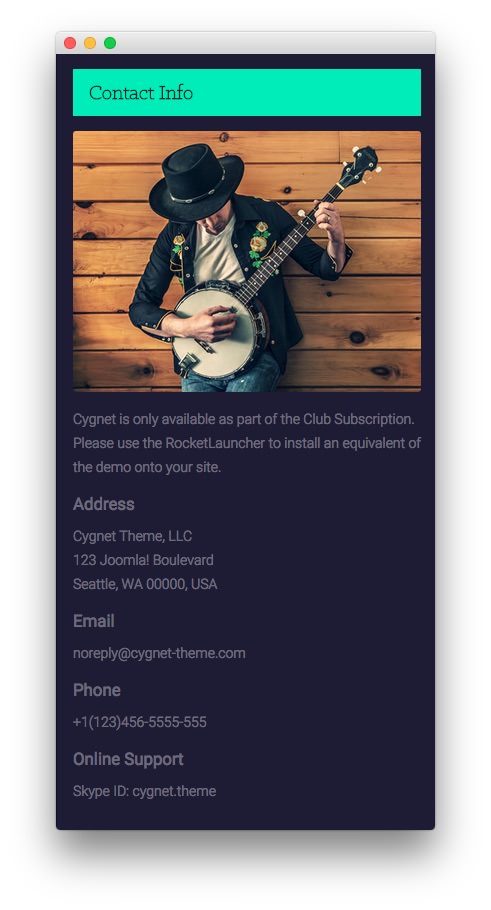 Contact Info
Cygnet is only available as part of the Club Subscription.
Please use the RocketLauncher to install an equivalent of
the demo onto your site.
Address
Cygnet Theme, LLC
123 Joomla! Boulevard
Seattle, WA 00000, USA
Email
noreply@cygnet-theme.com
Phone
+1(123)456-5555-555
Online Support
Skype ID: cygnet.theme